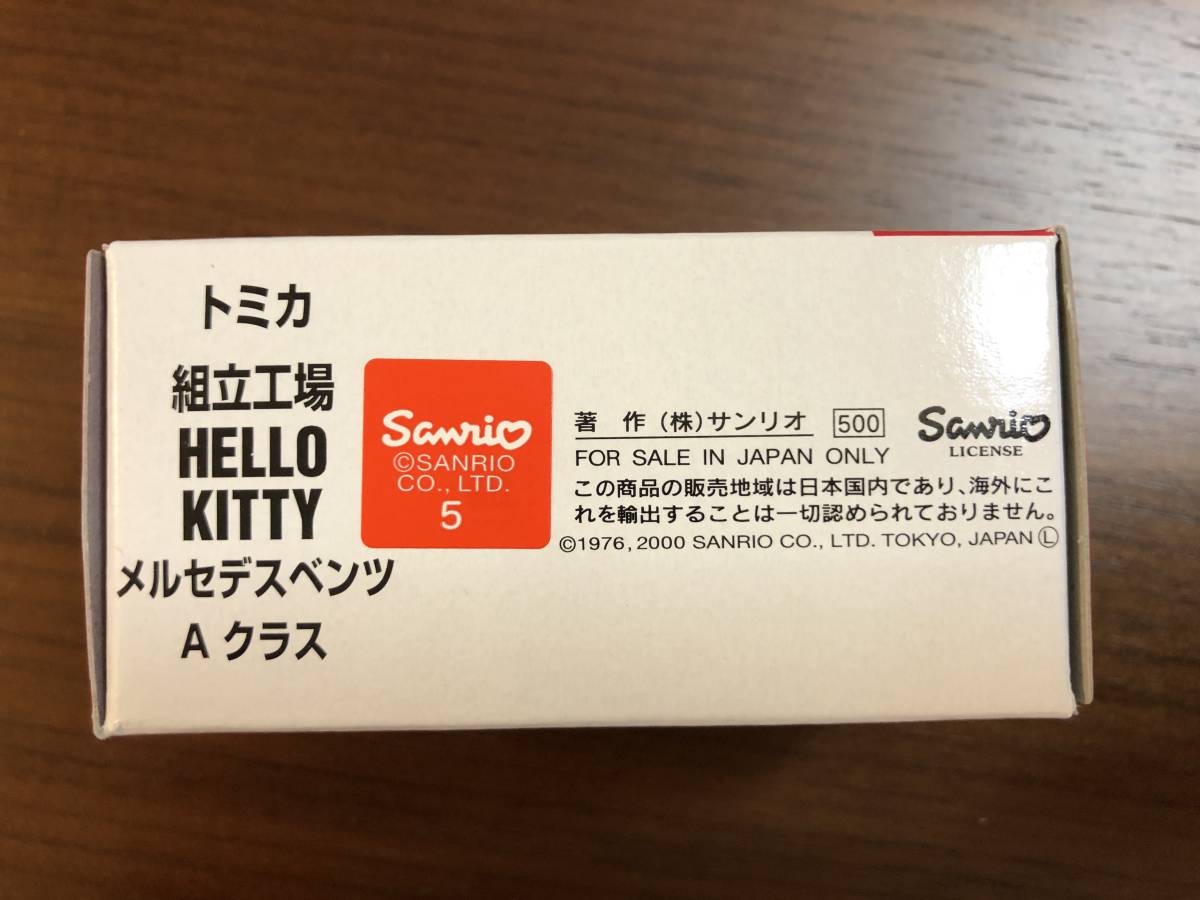 トミカ
組立工場
HELLO
KITTY
メルセデスベンツ
A クラス
Sanrio
©SANRIO
CO., LTD.
5
著 作 (株)サンリオ 500
FOR SALE IN JAPAN ONLY
この商品の販売地域は日本国内であり、海外にこ
れを輸出することは一切認められておりません。
©1976, 2000 SANRIO CO., LTD. TOKYO, JAPAN Ⓛ
Sanrio
LICENSE